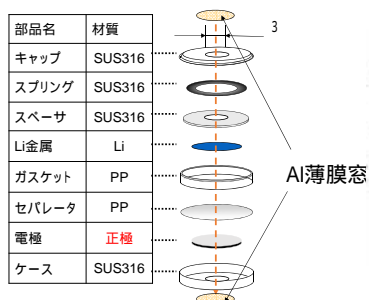 部品名 材質
3
キャップ SUS316
スプリング SUS316
スペーサ SUS316
Li金属 Li
ガスケット PP
Al薄膜窓
セパレータ PP
電極 正極
ケース SUS316